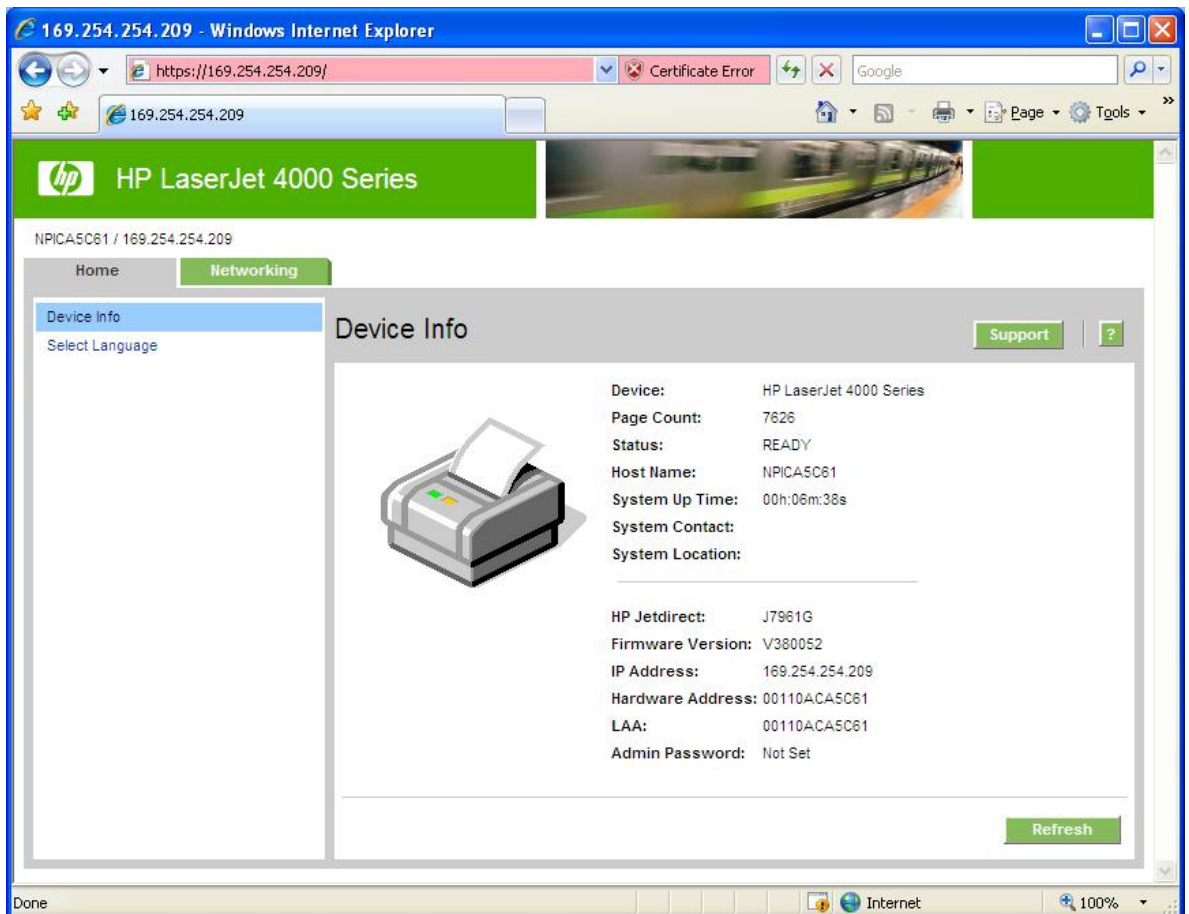 169.254.254.209 - Windows Internet Explorer
https://169.254.254.209/ Certificate Error Google
169.254.254.209 Page Tools »
hp HP LaserJet 4000 Series
NPICA5C61 / 169.254.254.209
Home Networking
Device Info
Select Language
Device Info Support ?
Device: HP LaserJet 4000 Series
Page Count: 7626
Status: READY
Host Name: NPICA5C61
System Up Time: 00h:06m:38s
System Contact:
System Location:
HP Jetdirect: J7961G
Firmware Version: V380052
IP Address: 169.254.254.209
Hardware Address: 00110ACA5C61
LAA: 00110ACA5C61
Admin Password: Not Set
Refresh
Done Internet 100%